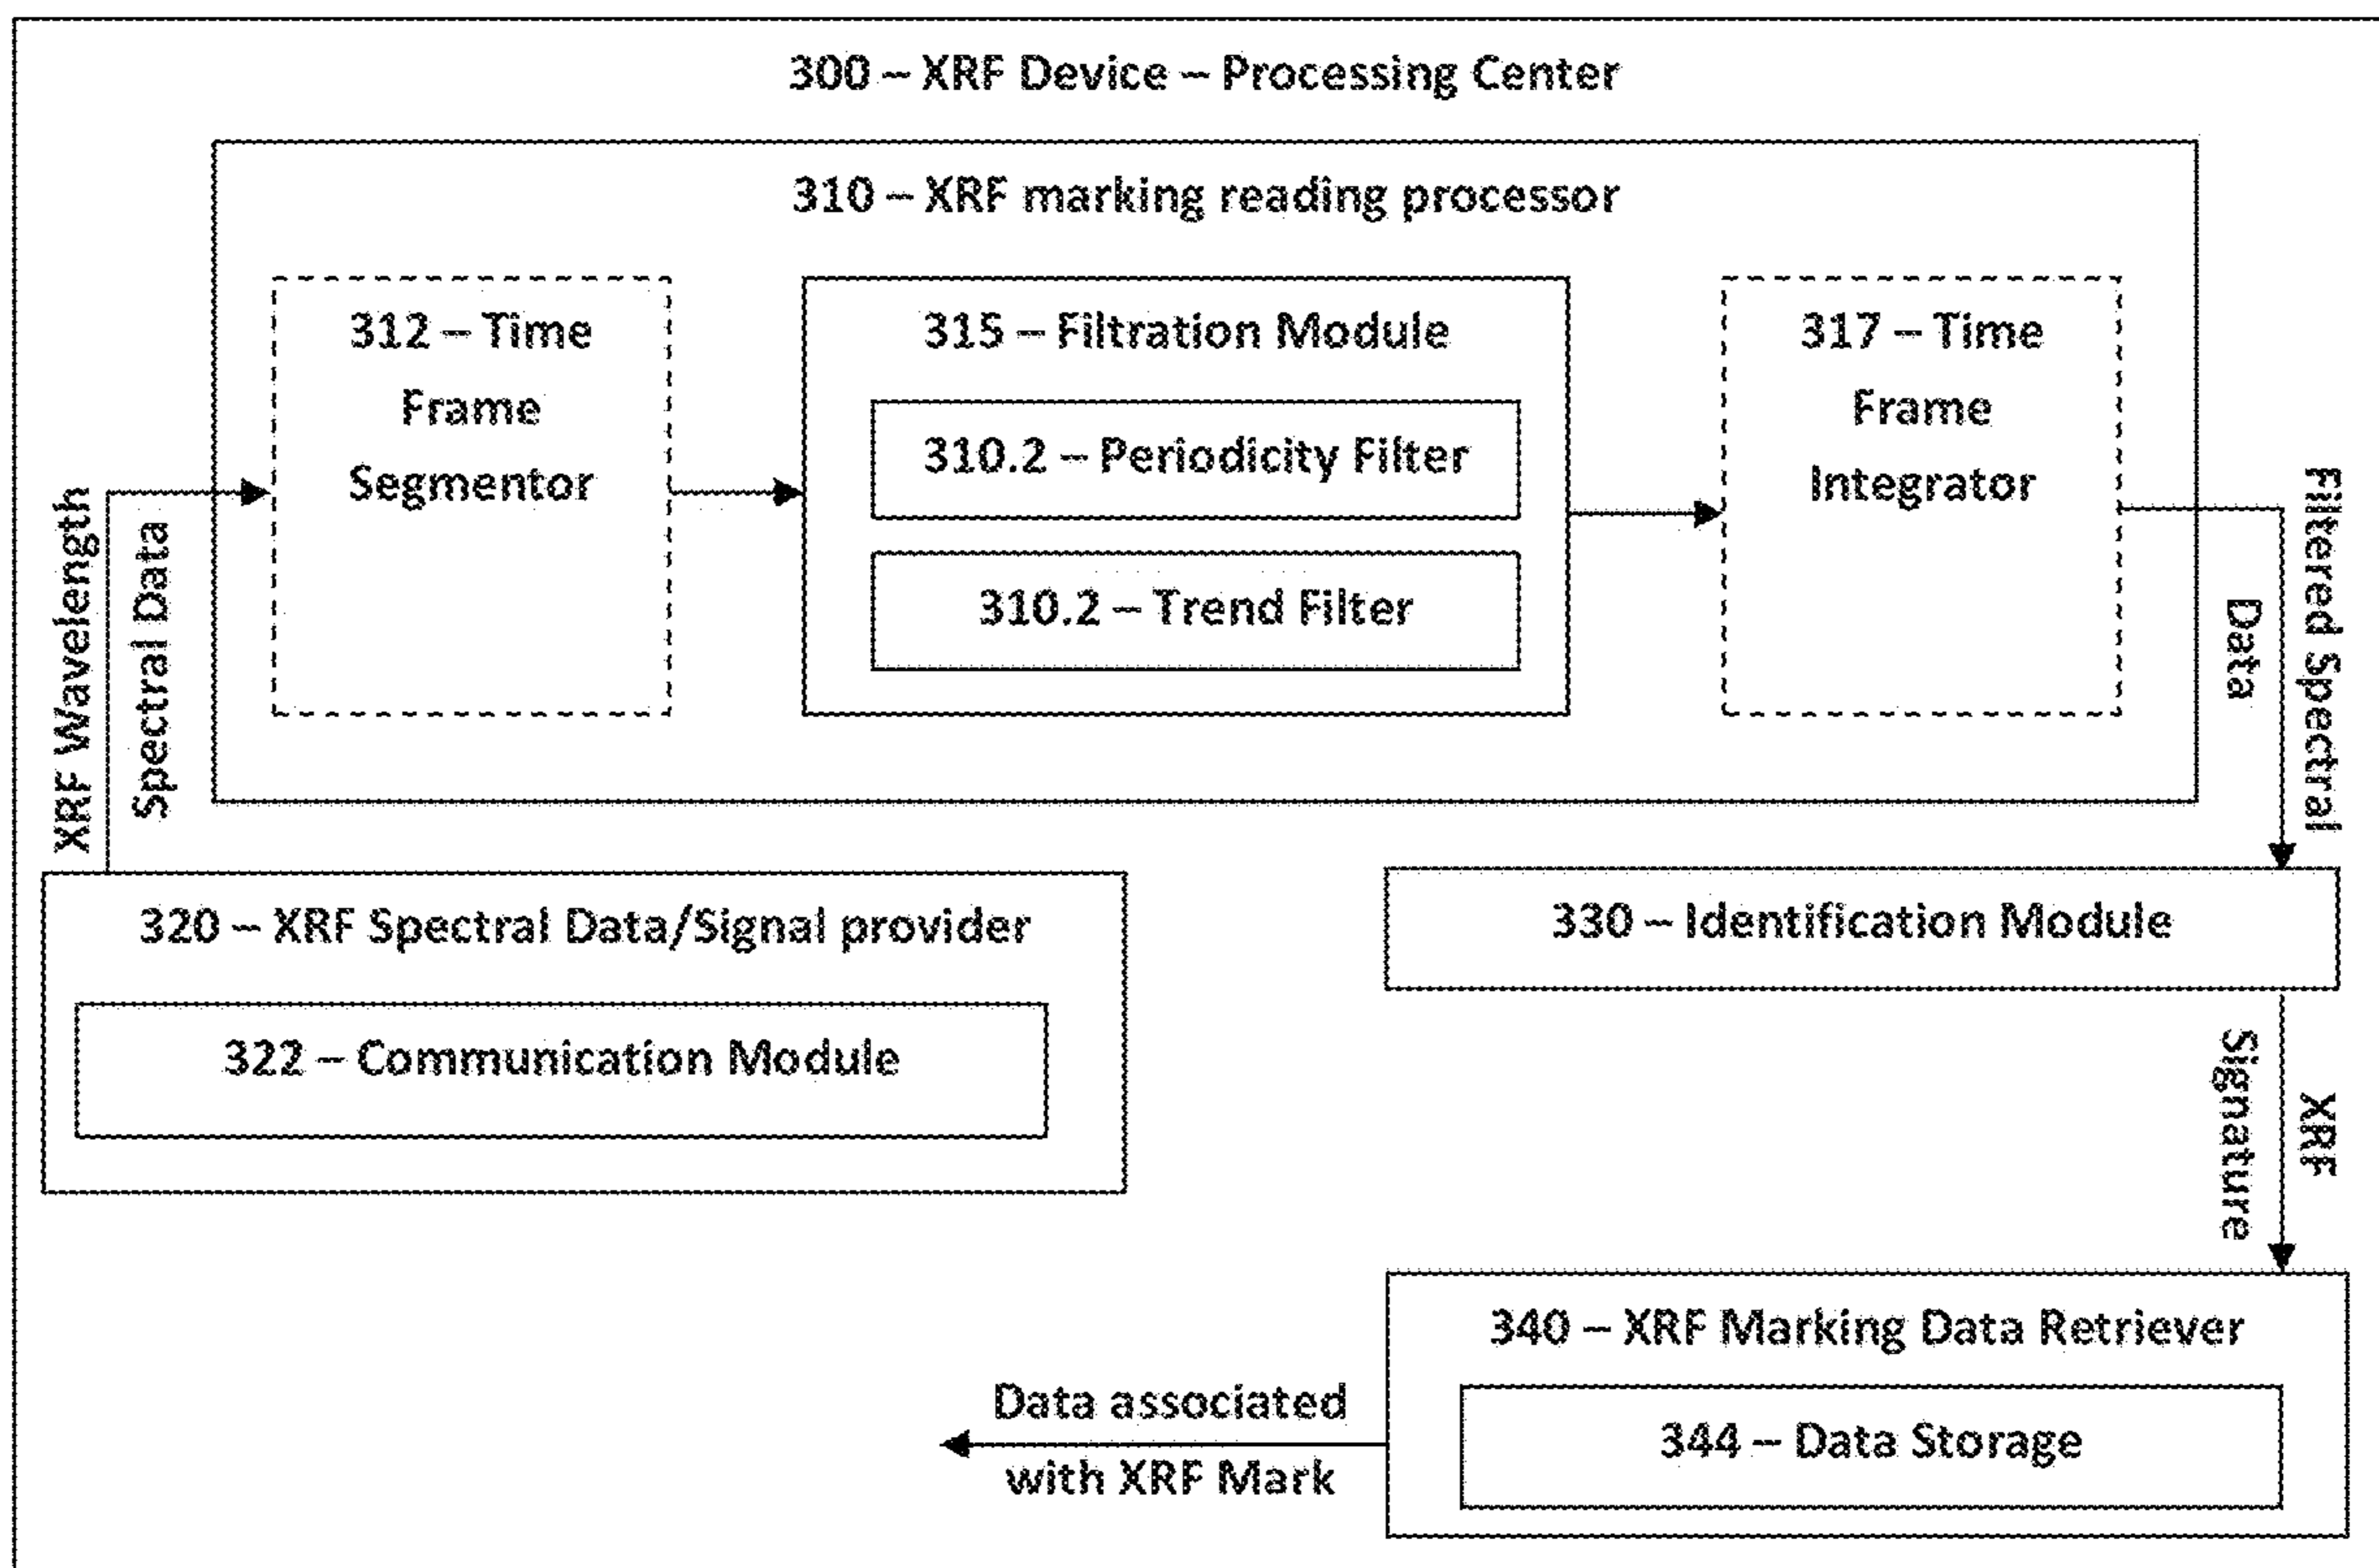 300 – XRF Device – Processing Center
310 – XRF marking reading processor
312 – Time
Frame
Segmentor
315 – Filtration Module
310.2 – Periodicity Filter
310.2 – Trend Filter
317 – Time
Frame
Integrator
XRF Wavelength
Spectral Data
Filtered Spectral
Data
320 – XRF Spectral Data/Signal provider
322 – Communication Module
330 – Identification Module
XRF
Signature
340 – XRF Marking Data Retriever
344 – Data Storage
Data associated
with XRF Mark